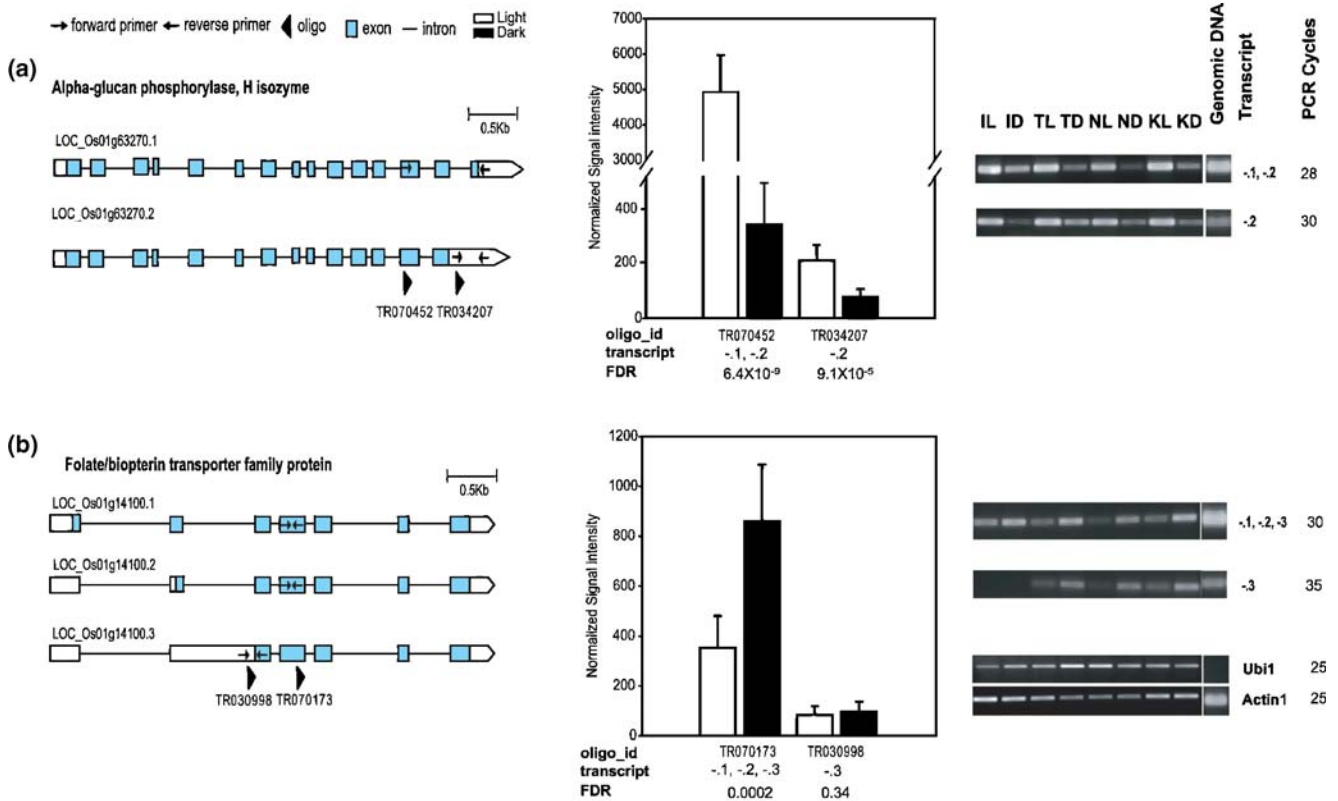 forward primer reverse primer oligo exon intron Light
Dark
(a)
Alpha-glucan phosphorylase, H isozyme
0.5Kb
LOC_Os01g63270.1
LOC_Os01g63270.2
TR070452 TR034207
Normalized Signal intensity
7000
6000
5000
4000
3000
400
200
0
oligo_id TR070452 TR034207
transcript -.1, -.2 -.2
FDR 6.4X10⁻⁹ 9.1X10⁻⁵
IL ID TL TD NL ND KL KD Genomic DNA Transcript PCR Cycles
-.1, -.2 28
-.2 30
(b)
Folate/biopterin transporter family protein
0.5Kb
LOC_Os01g14100.1
LOC_Os01g14100.2
LOC_Os01g14100.3
TR030998 TR070173
Normalized Signal intensity
1200
1000
800
600
400
200
0
oligo_id TR070173 TR030998
transcript -.1, -.2, -.3 -.3
FDR 0.0002 0.34
-.1, -.2, -3 30
-.3 35
Ubi1 25
Actin1 25